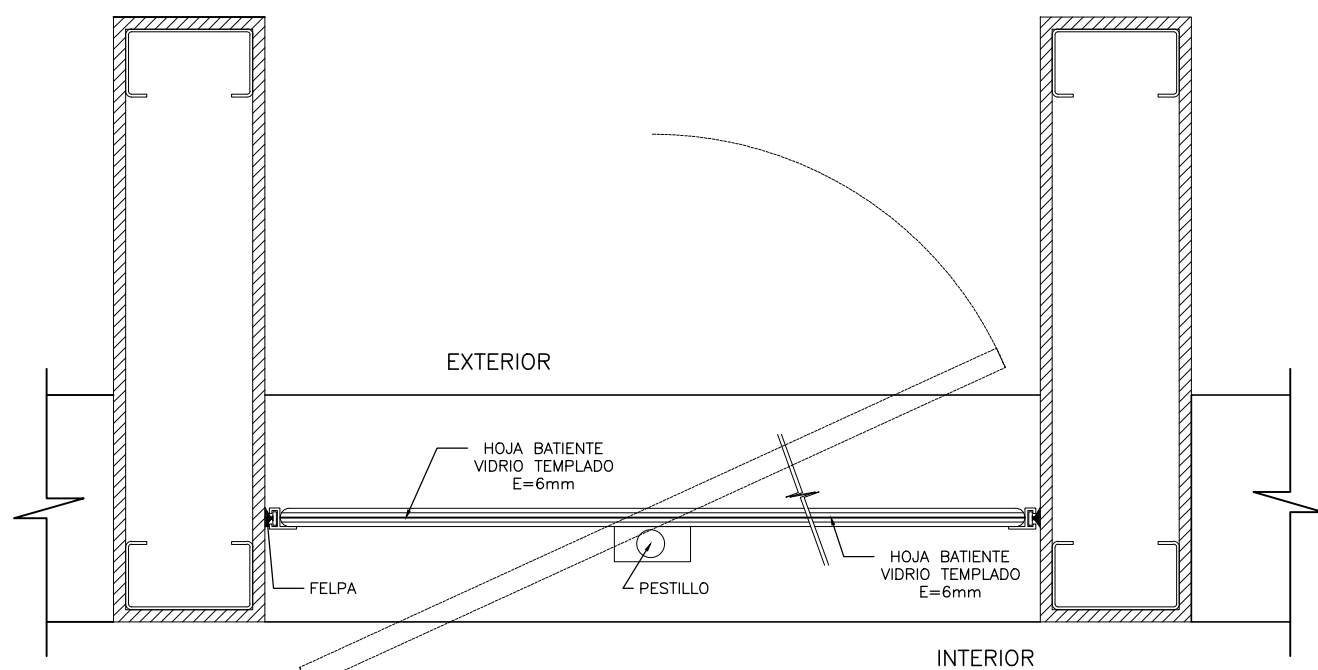 EXTERIOR
HOJA BATIENTE
VIDRIO TEMPLADO
E=6mm
HOJA BATIENTE
VIDRIO TEMPLADO
E=6mm
FELPA
PESTILLO
INTERIOR